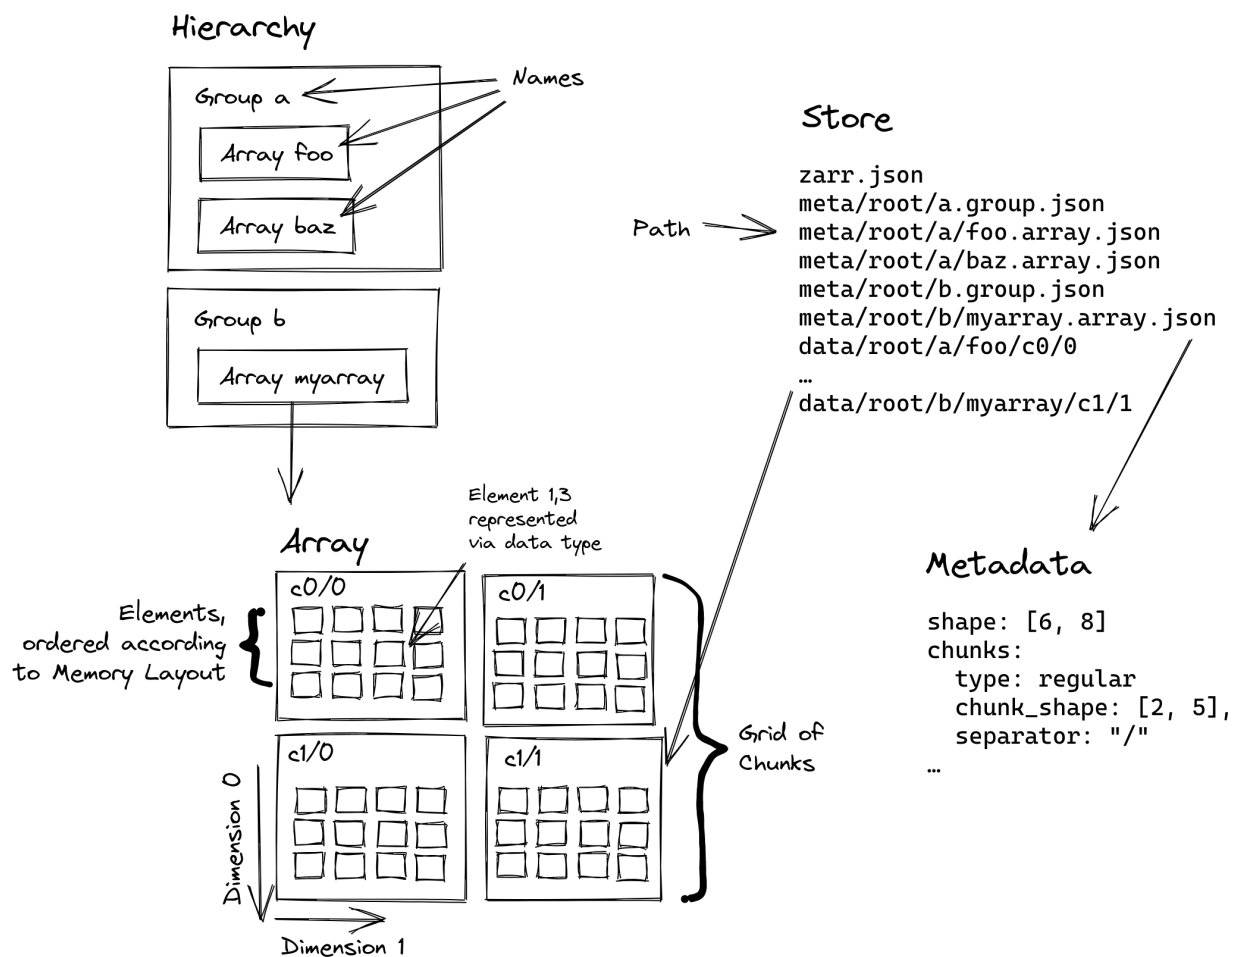 Hierarchy
Names
Group a
Array foo
Array baz
Group b
Array myarray
Store
zarr.json
meta/root/a.group.json
Path
meta/root/a/foo.array.json
meta/root/a/baz.array.json
meta/root/b.group.json
meta/root/b/myarray.array.json
data/root/a/foo/c0/0
…
data/root/b/myarray/c1/1
Element 1,3
represented
via data type
Array
c0/0
c0/1
Elements,
ordered according
to Memory Layout
c1/0
c1/1
Grid of
Chunks
Dimension 0
Dimension 1
Metadata
shape: [6, 8]
chunks:
type: regular
chunk_shape: [2, 5],
separator: "/"
…